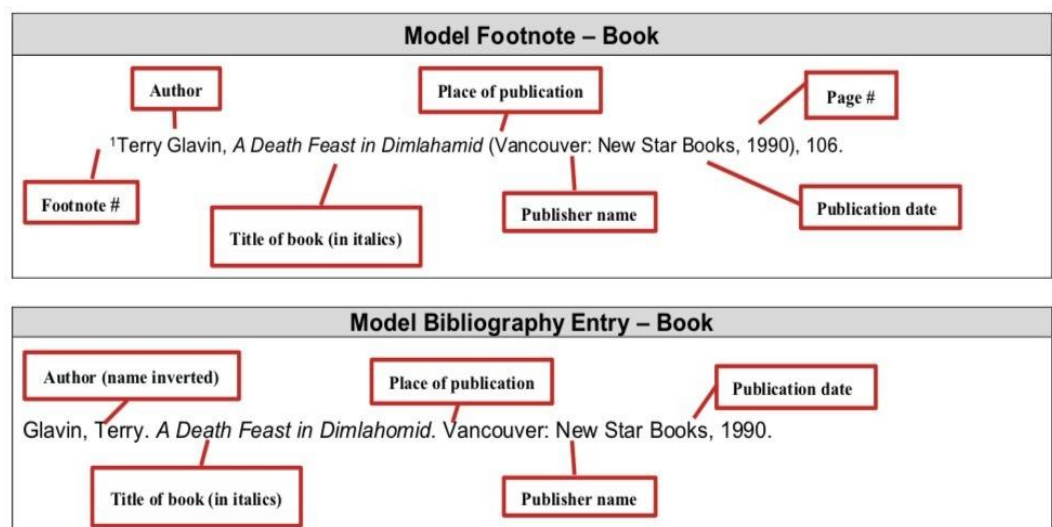 Model Footnote – Book
Author
Place of publication
Page #
¹Terry Glavin, A Death Feast in Dimlahamid (Vancouver: New Star Books, 1990), 106.
Footnote #
Title of book (in italics)
Publisher name
Publication date
Model Bibliography Entry – Book
Author (name inverted)
Place of publication
Publication date
Glavin, Terry. A Death Feast in Dimlahomid. Vancouver: New Star Books, 1990.
Title of book (in italics)
Publisher name